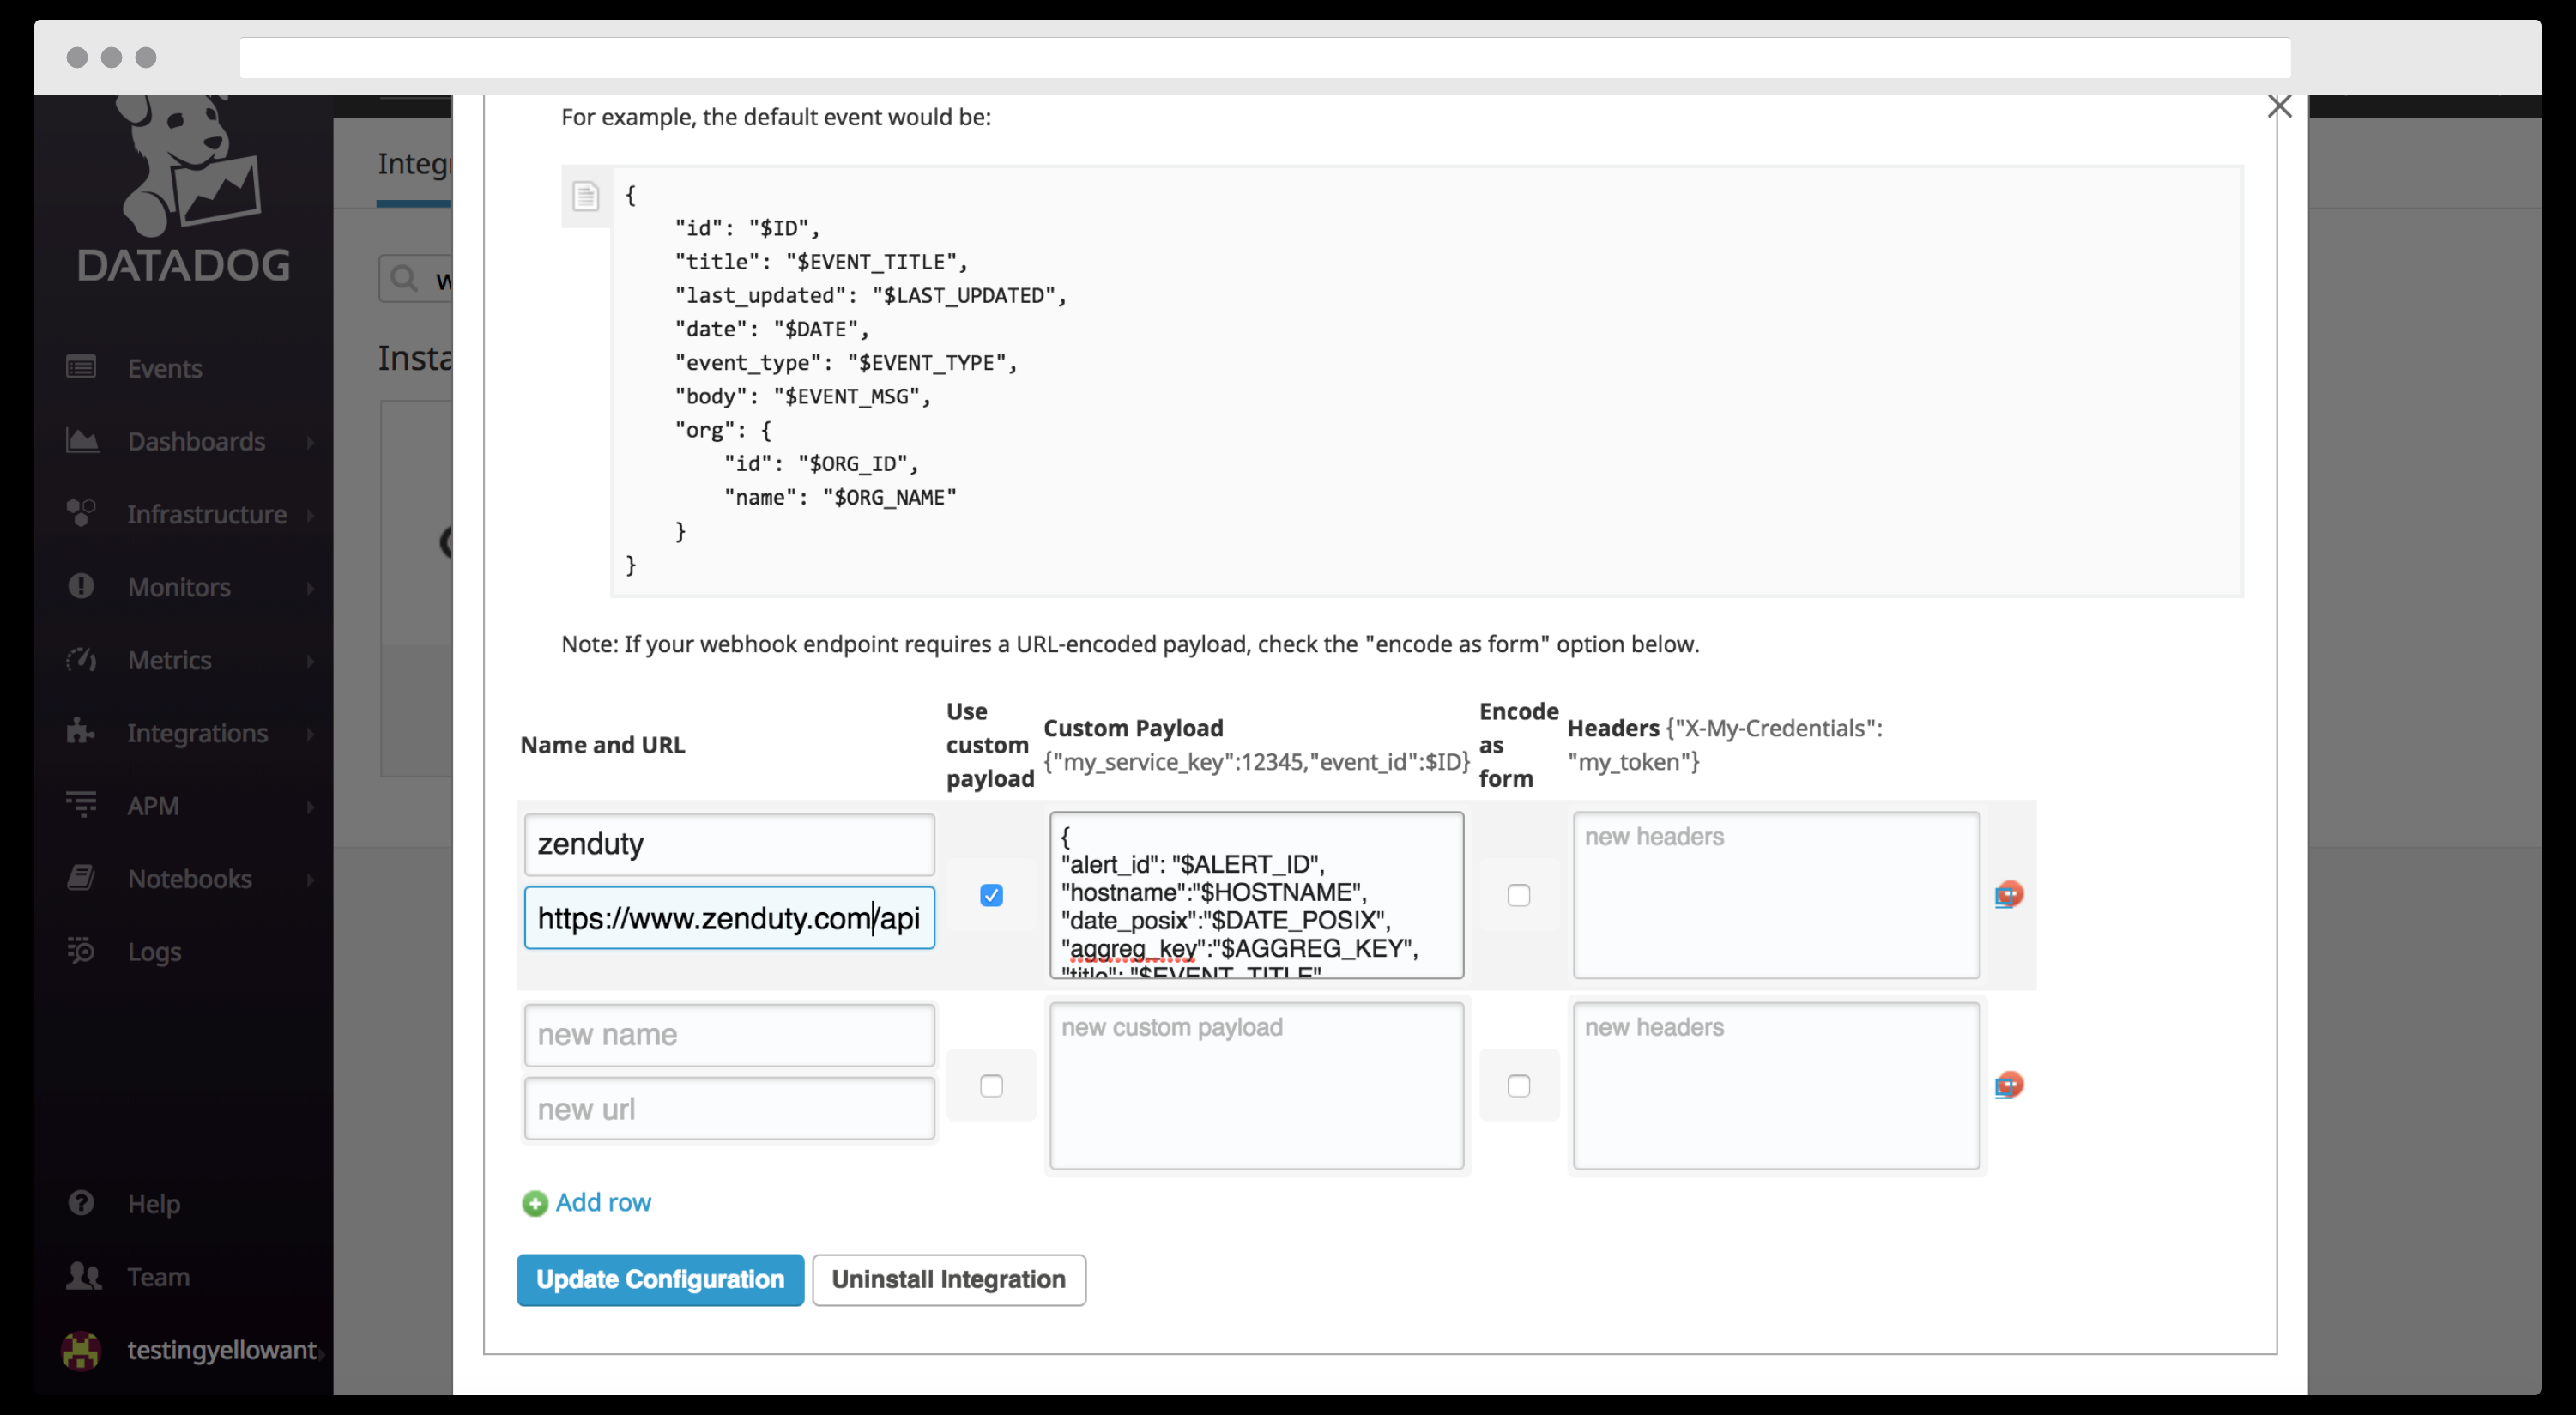 DATADOG
Events
Dashboards
Infrastructure
Monitors
Metrics
Integrations
APM
Notebooks
Logs
Help
Team
testingyellowant
For example, the default event would be:
{
"id": "$ID",
"title": "$EVENT_TITLE",
"last_updated": "$LAST_UPDATED",
"date": "$DATE",
"event_type": "$EVENT_TYPE",
"body": "$EVENT_MSG",
"org": {
"id": "$ORG_ID",
"name": "$ORG_NAME"
}
}
Note: If your webhook endpoint requires a URL-encoded payload, check the "encode as form" option below.
Name and URL
Use
custom
payload
Custom Payload
{"my_service_key":12345,"event_id":$ID}
Encode
as
form
Headers {"X-My-Credentials":
"my_token"}
zenduty
https://www.zenduty.com/api
{
"alert_id": "$ALERT_ID",
"hostname":"$HOSTNAME",
"date_posix":"$DATE_POSIX",
"aggreg_key":"$AGGREG_KEY",
"title": "$EVENT_TITLE"
new headers
new name
new url
new custom payload
new headers
Add row
Update Configuration
Uninstall Integration